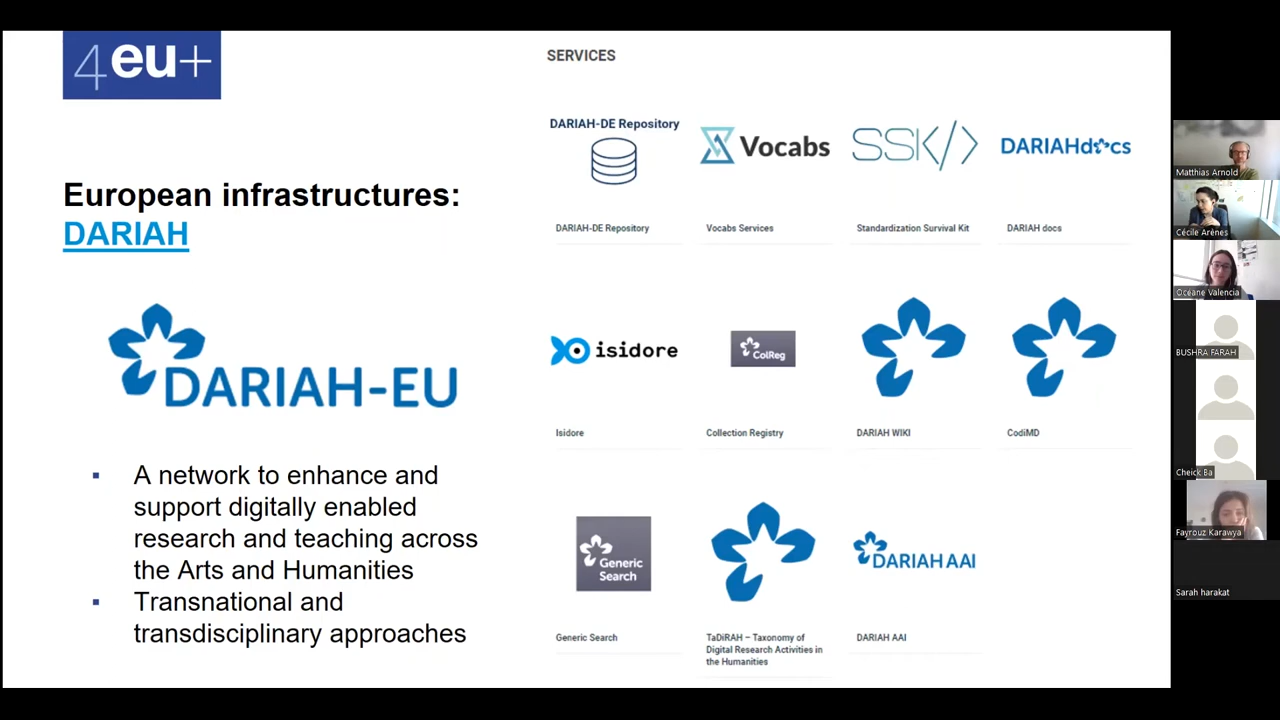 4eu+
European infrastructures:
DARIAH
DARIAH-EU
▪ A network to enhance and
support digitally enabled
research and teaching across
the Arts and Humanities
▪ Transnational and
transdisciplinary approaches
SERVICES
DARIAH-DE Repository
Vocabs
SSK</>
DARIAHdocs
DARIAH-DE Repository
Vocabs Services
Standardization Survival Kit
DARIAH docs
isidore
ColReg
Isidore
Collection Registry
DARIAH WIKI
CodiMD
Generic
Search
DARIAH AAI
Generic Search
TaDiRAH – Taxonomy of
Digital Research Activities in
the Humanities
DARIAH AAI
Matthias Arnold
Cécile Arènes
Océane Valencia
BUSHRA FARAH
Cheick Ba
Fayrouz Karawya
Sarah harakat